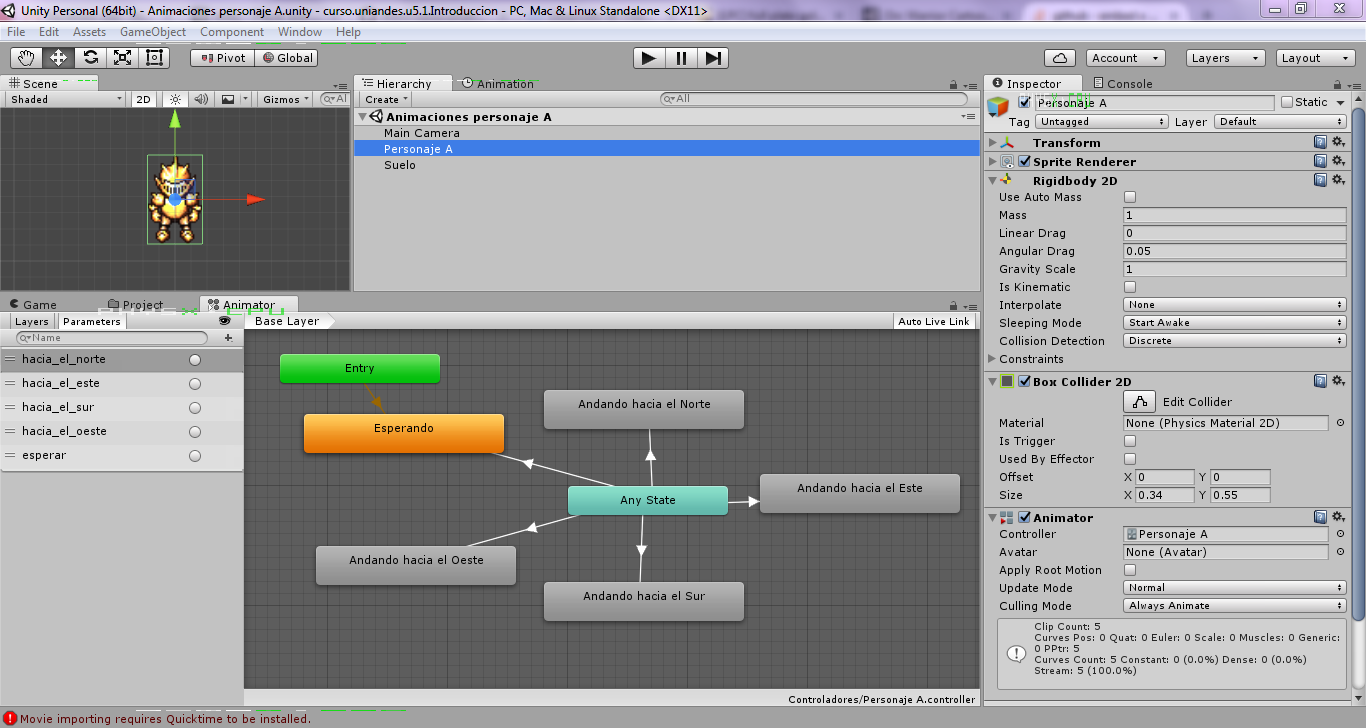 Unity Personal (64bit) - Animaciones personaje A.unity - curso.uniandes.u5.1.Introduccion - PC, Mac & Linux Standalone <DX11>
File Edit Assets GameObject Component Window Help
Pivot Global Account Layers Layout
Scene
Shaded 2D Gizmos All
Hierarchy Animation
Create All
Animaciones personaje A
Main Camera
Personaje A
Suelo
Game Project Animator
Layers Parameters Base Layer Auto Live Link
Name
hacia_el_norte
hacia_el_este
hacia_el_sur
hacia_el_oeste
esperar
Entry
Esperando
Andando hacia el Norte
Any State
Andando hacia el Este
Andando hacia el Oeste
Andando hacia el Sur
Controladores/Personaje A.controller
Inspector Console
Personaje A Static
Tag Untagged Layer Default
Transform
Sprite Renderer
Rigidbody 2D
Use Auto Mass
Mass 1
Linear Drag 0
Angular Drag 0.05
Gravity Scale 1
Is Kinematic
Interpolate None
Sleeping Mode Start Awake
Collision Detection Discrete
Constraints
Box Collider 2D
Edit Collider
Material None (Physics Material 2D)
Is Trigger
Used By Effector
Offset X 0 Y 0
Size X 0.34 Y 0.55
Animator
Controller Personaje A
Avatar None (Avatar)
Apply Root Motion
Update Mode Normal
Culling Mode Always Animate
Clip Count: 5
Curves Pos: 0 Quat: 0 Euler: 0 Scale: 0 Muscles: 0 Generic:
0 PPtr: 5
Curves Count: 5 Constant: 0 (0.0%) Dense: 0 (0.0%)
Stream: 5 (100.0%)
Movie importing requires Quicktime to be installed.